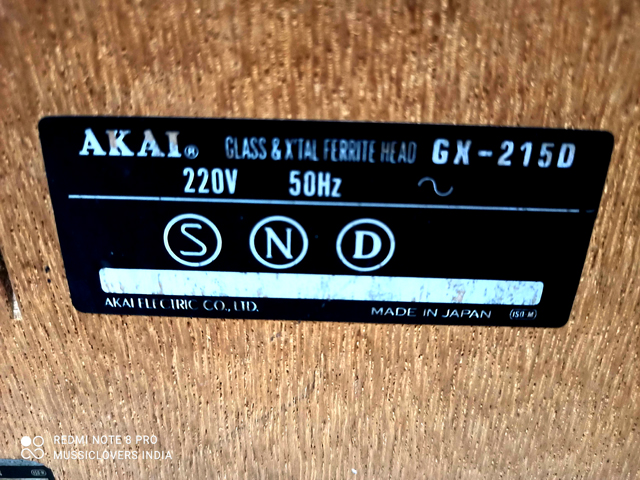 AKAI® GLASS & X'TAL FERRITE HEAD GX-215D
220V 50Hz
S N D
AKAI ELECTRIC CO., LTD.
MADE IN JAPAN (ISO M)
REDMI NOTE 8 PRO
MUSSICLOVERS.INDIA